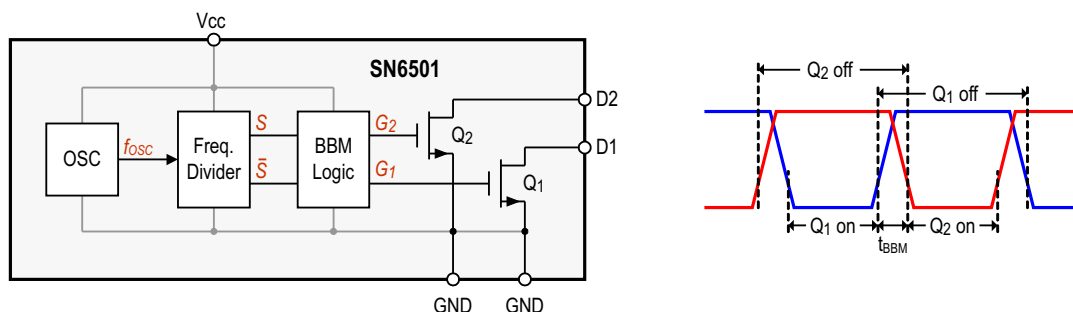 Vcc
SN6501
OSC
fOSC
Freq.
Divider
S
S̄
BBM
Logic
G2
G1
Q2
Q1
D2
D1
GND
GND
Q2 off
Q1 off
Q1 on
tBBM
Q2 on